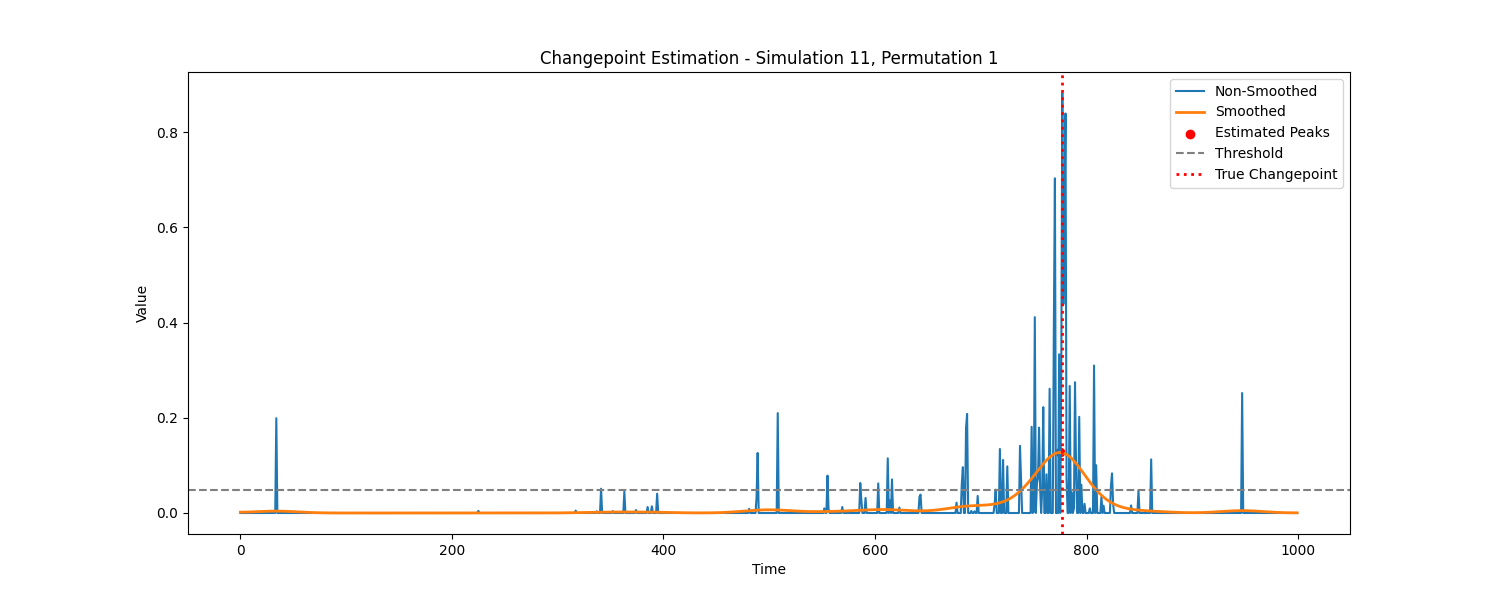 Changepoint Estimation - Simulation 11, Permutation 1
Non-Smoothed
Smoothed
Estimated Peaks
Threshold
True Changepoint
Value
0.8
0.6
0.4
0.2
0.0
0
200
400
600
800
1000
Time